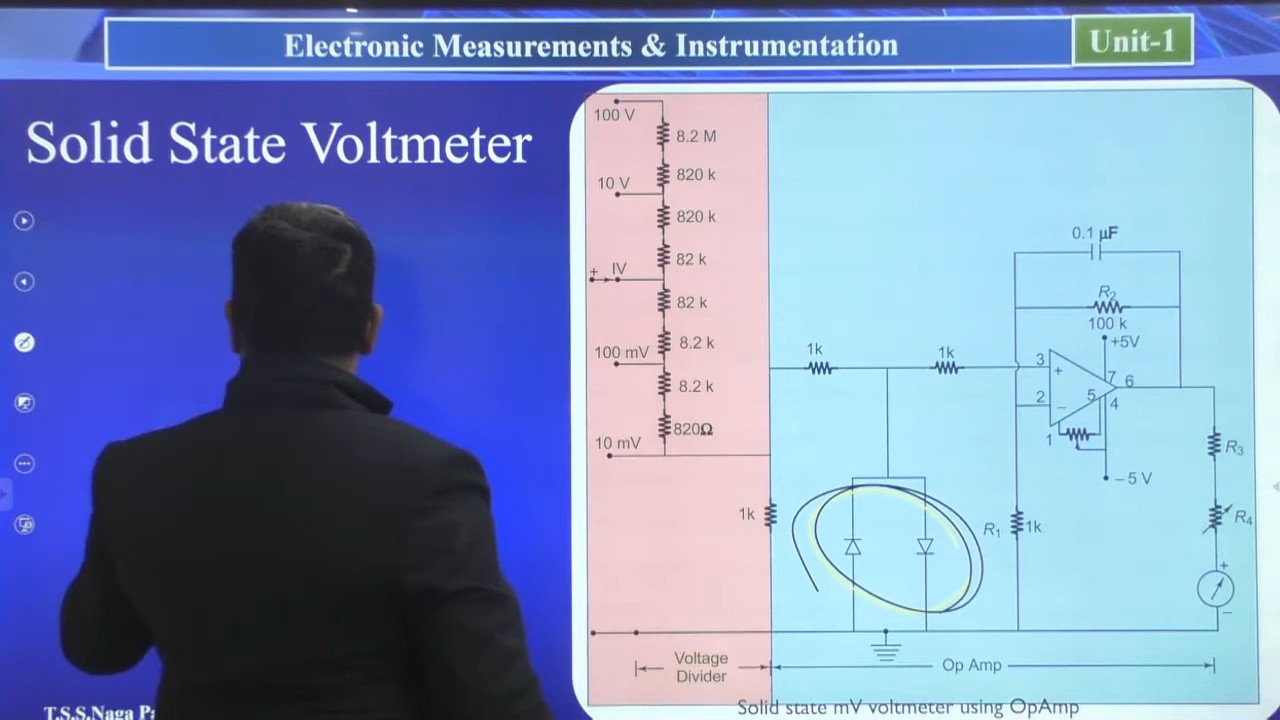 Electronic Measurements & Instrumentation
Unit-1
Solid State Voltmeter
100 V
8.2 M
820 k
10 V
820 k
82 k
+ IV
82 k
8.2 k
100 mV
8.2 k
820Ω
10 mV
1k
1k
1k
0.1 µF
R2
100 k
+5V
3
+
7
6
2
−
5
4
1
− 5 V
R3
R4
R1
1k
+
−
Voltage
Divider
Op Amp
Solid state mV voltmeter using OpAmp
T.S.S.Naga